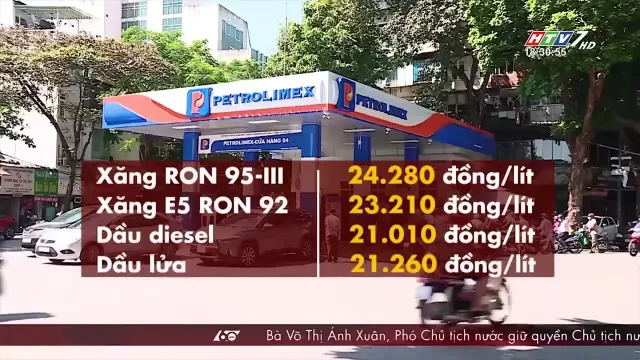 HTV7 HD
18:30:55
PETROLIMEX
PETROLIMEX
PETROLIMEX-CỬA HÀNG 04
Xăng RON 95-III 24.280 đồng/lít
Xăng E5 RON 92 23.210 đồng/lít
Dầu diesel 21.010 đồng/lít
Dầu lửa 21.260 đồng/lít
60
Bà Võ Thị Ánh Xuân, Phó Chủ tịch nước giữ quyền Chủ tịch nư